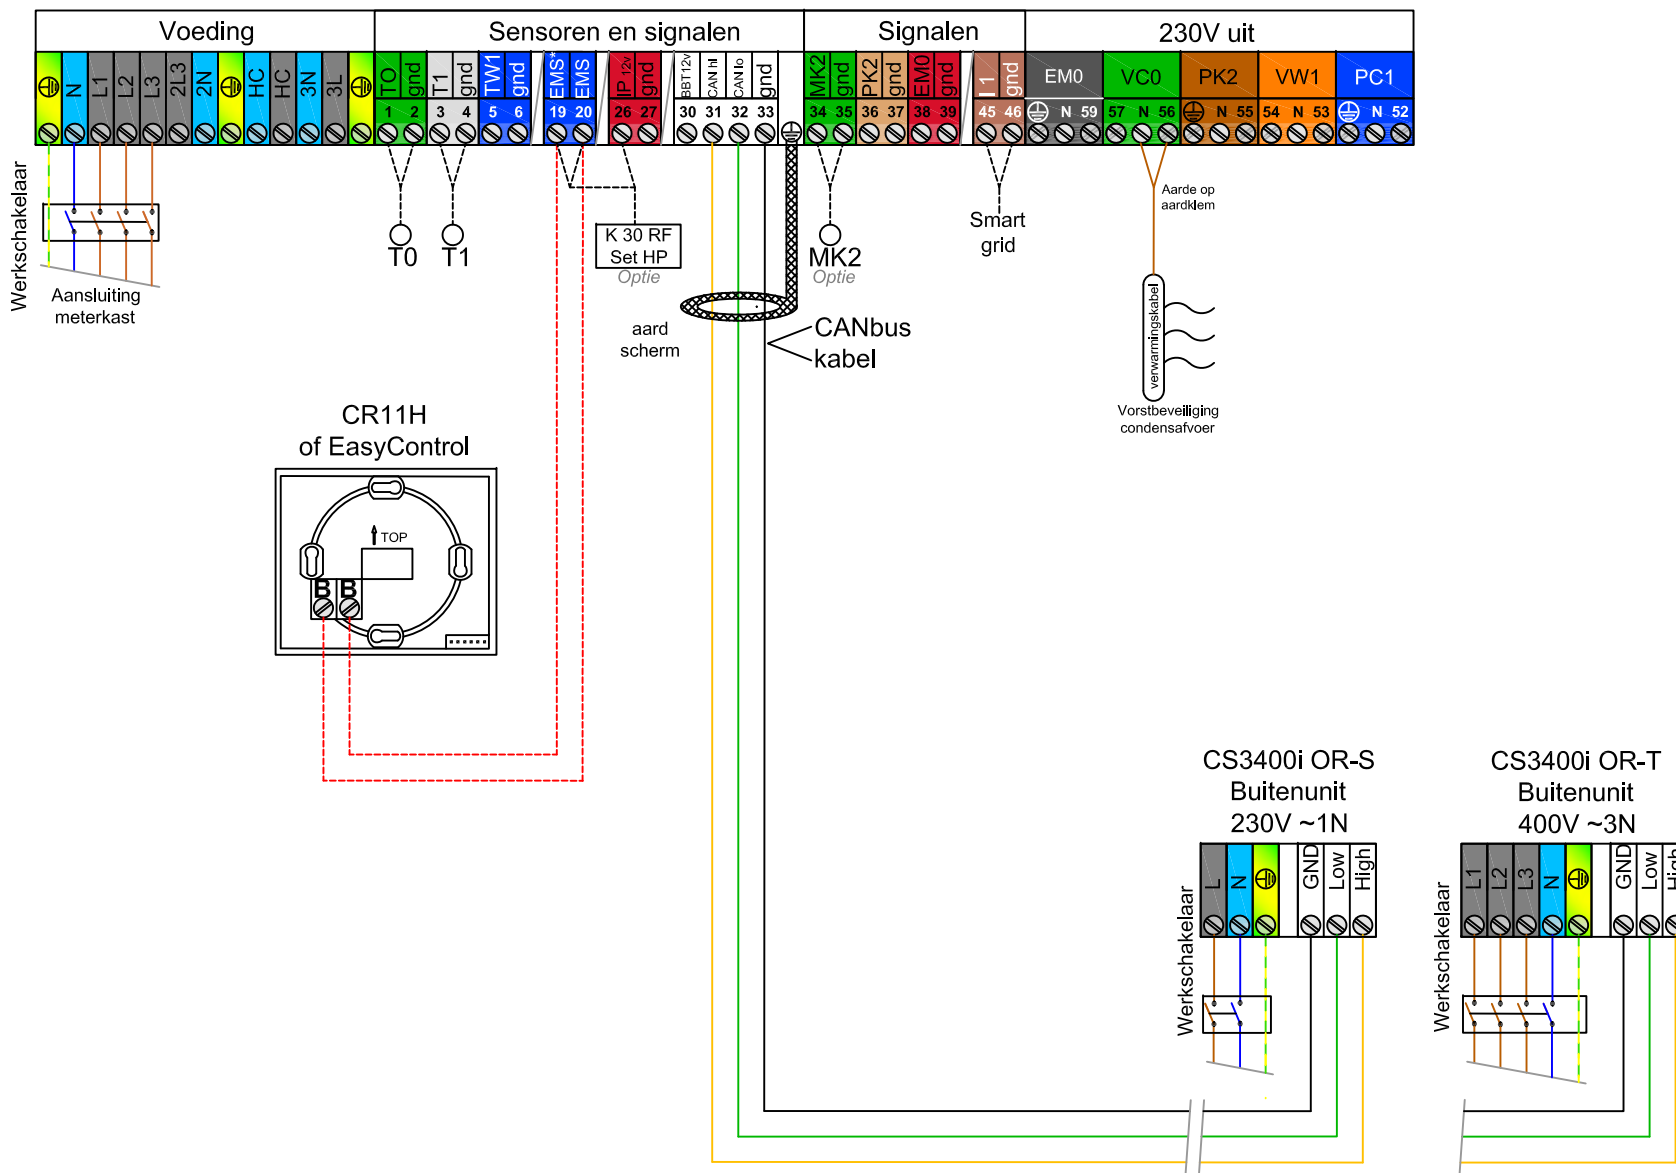 Voeding
Sensoren en signalen
Signalen
230V uit
N
L1
L2
L3
2L3
2N
HC
HC
3N
3L
TO
gnd
T1
gnd
TW1
gnd
EMS*
EMS
IP 12v
gnd
BBT12v
CAN hI
CAN lo
gnd
MK2
gnd
PK2
gnd
EM0
gnd
I 1
gnd
EM0
VC0
PK2
VW1
PC1
1 2 3 4 5 6 19 20 26 27 30 31 32 33 34 35 36 37 38 39 45 46 N 59 57 N 56 N 55 54 N 53 N 52
Werkschakelaar
Aansluiting
meterkast
T0
T1
K 30 RF
Set HP
Optie
MK2
Optie
Smart
grid
Aarde op
aardklem
verwarmingskabel
Vorstbeveiliging
condensafvoer
aard
scherm
CANbus
kabel
CR11H
of EasyControl
TOP
B B
CS3400i OR-S
Buitenunit
230V ~1N
L
N
GND
Low
High
Werkschakelaar
CS3400i OR-T
Buitenunit
400V ~3N
L1
L2
L3
N
GND
Low
High
Werkschakelaar